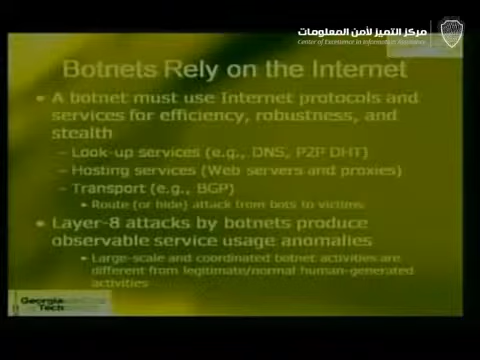 مركز التميز لأمن المعلومات
Center of Excellence in Information Assurance
Botnets Rely on the Internet
• A botnet must use Internet protocols and
services for efficiency, robustness, and
stealth
– Look-up services (e.g., DNS, P2P DHT)
– Hosting services (Web servers and proxies)
– Transport (e.g., BGP)
• Route (or hide) attack from bots to victims
• Layer-8 attacks by botnets produce
observable service usage anomalies
• Large-scale and coordinated botnet activities are
different from legitimate/normal human-generated
activities
Georgia
Tech